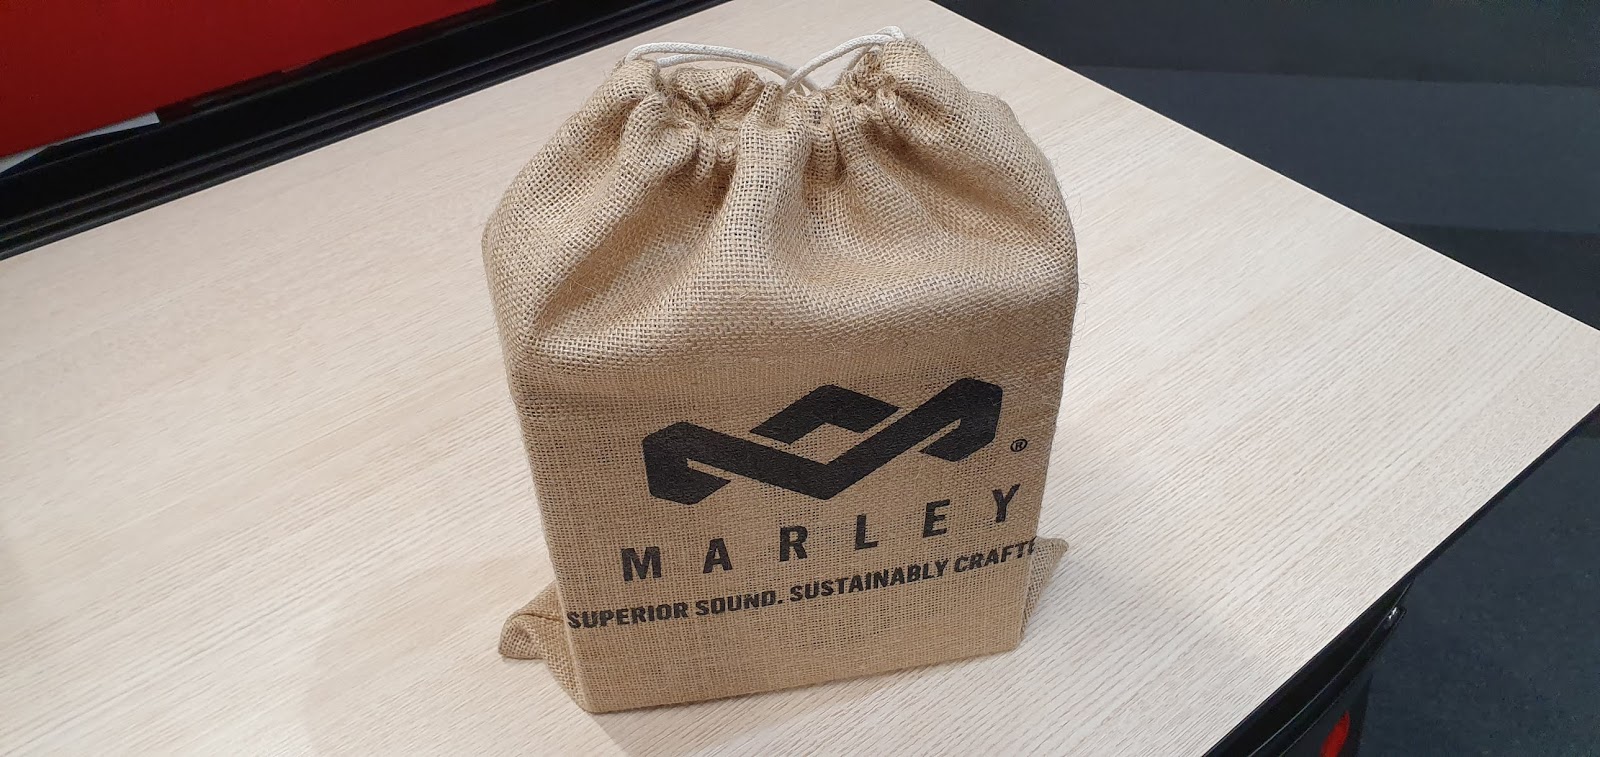 ®
MARLEY
SUPERIOR SOUND. SUSTAINABLY